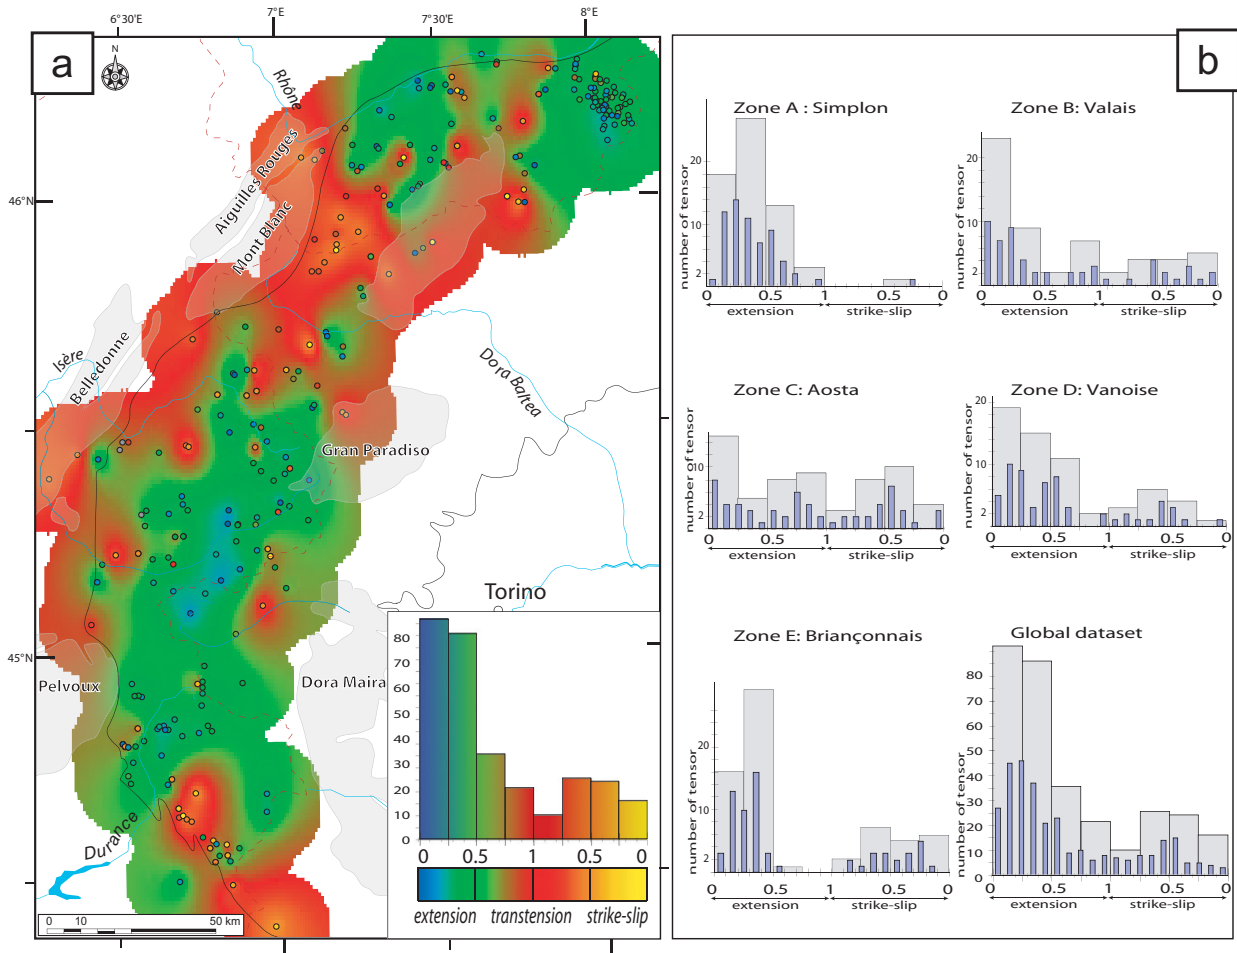 6°30'E 7°E 7°30'E 8°E
a
N
Rhône
Aiguilles Rouges
Mont Blanc
46°N
Isère
Belledonne
Dora Baltea
Gran Paradiso
Torino
45°N
Pelvoux
Dora Maira
Durance
80
70
60
50
40
30
20
10
0
0 0.5 1 0.5 0
extension transtension strike-slip
0 10 50 km
b
Zone A : Simplon
number of tensor
20
10
2
0 0.5 1 0.5 0
extension strike-slip
Zone B: Valais
number of tensor
20
10
2
0 0.5 1 0.5 0
extension strike-slip
Zone C: Aosta
number of tensor
10
2
0 0.5 1 0.5 0
extension strike-slip
Zone D: Vanoise
number of tensor
20
10
2
0 0.5 1 0.5 0
extension strike-slip
Zone E: Briançonnais
number of tensor
20
10
2
0 0.5 1 0.5 0
extension strike-slip
Global dataset
number of tensor
80
70
60
50
40
30
20
10
0
0 0.5 1 0.5 0
extension strike-slip